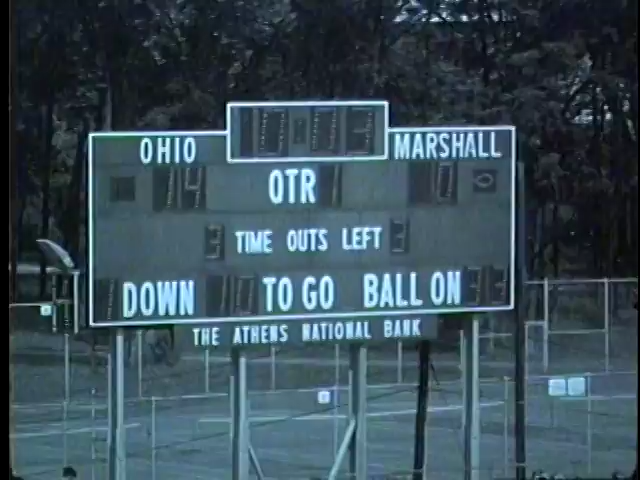 OHIO MARSHALL
14 QTR 1 0
3 TIME OUTS LEFT 3
DOWN 10 TO GO BALL ON 33
THE ATHENS NATIONAL BANK